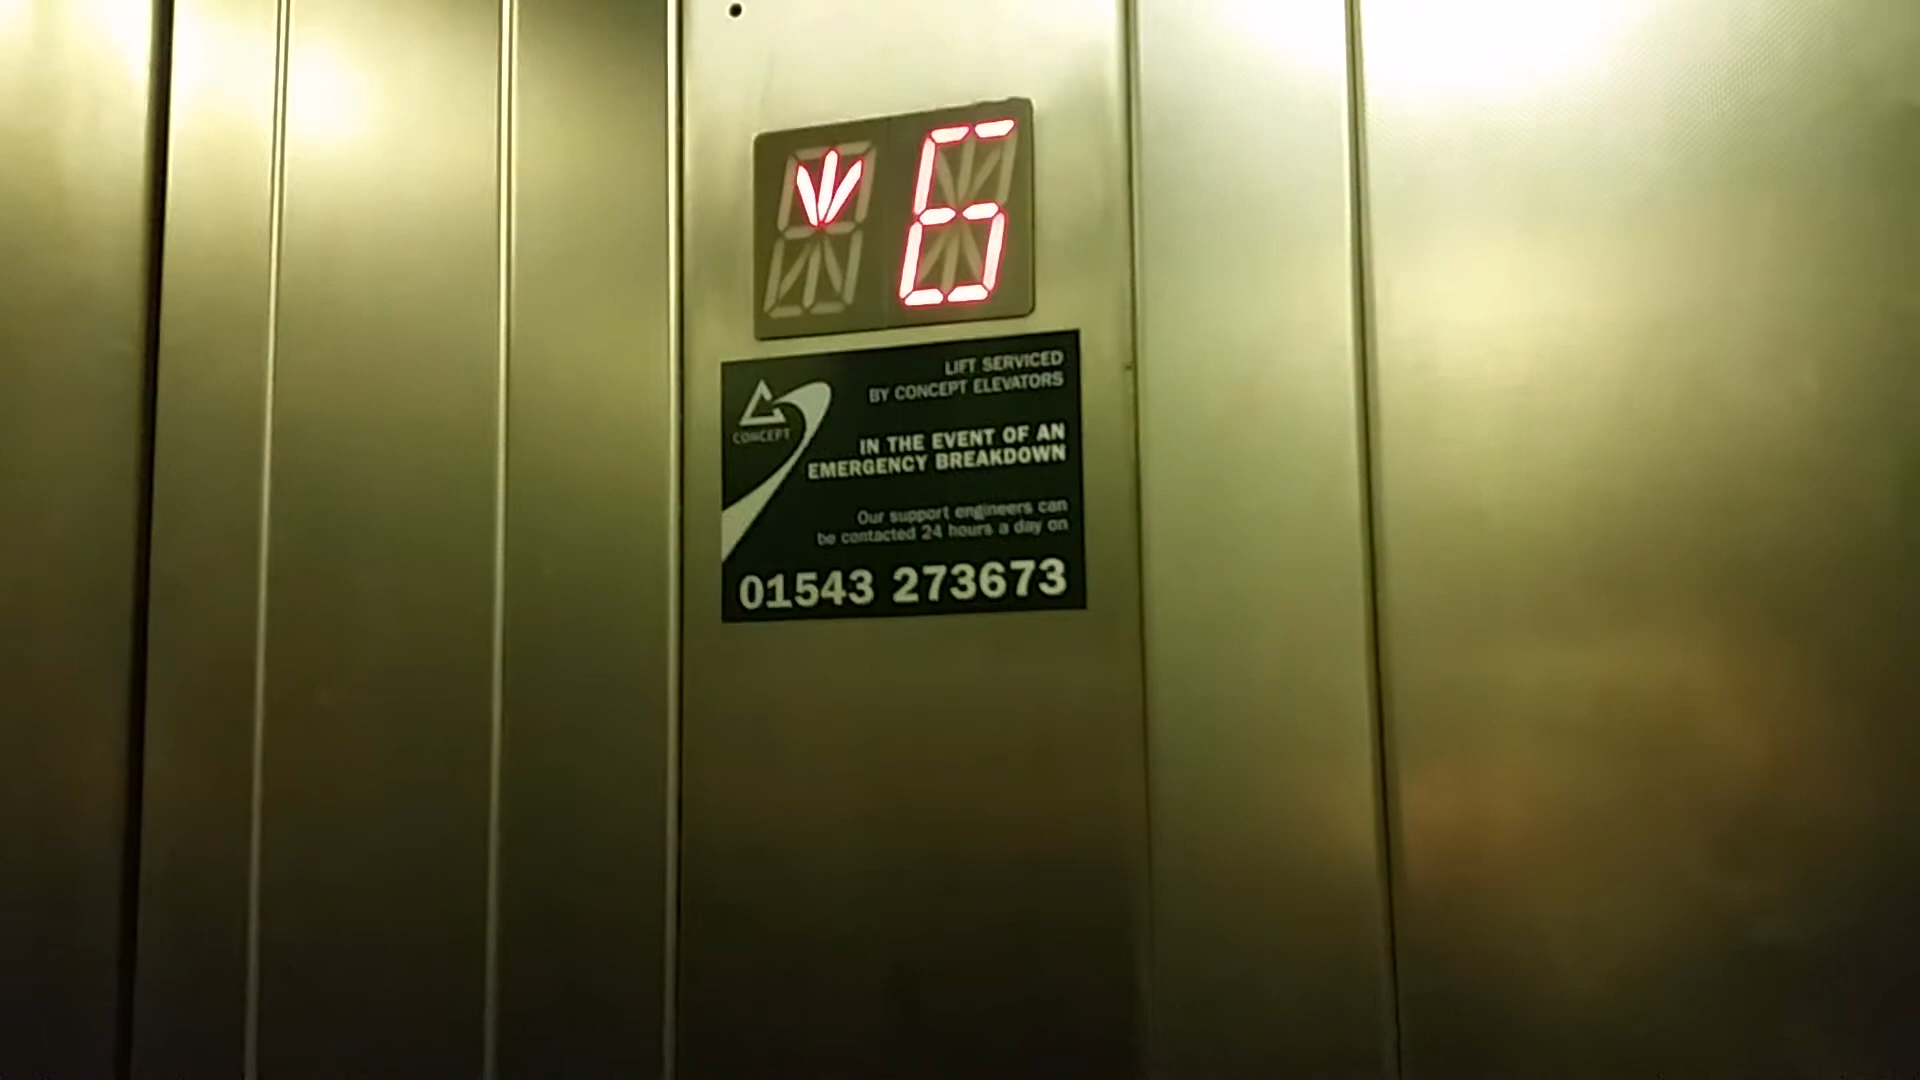 6
LIFT SERVICED
BY CONCEPT ELEVATORS
CONCEPT
IN THE EVENT OF AN
EMERGENCY BREAKDOWN
Our support engineers can
be contacted 24 hours a day on
01543 273673